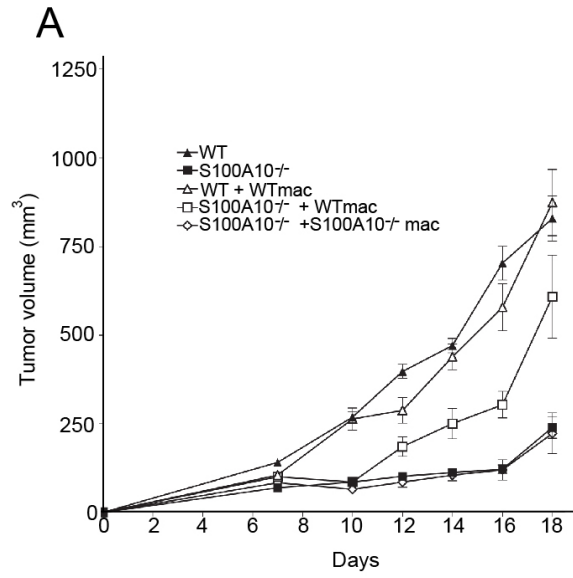 A
1250
1000
750
500
250
0
Tumor volume (mm³)
WT
S100A10⁻/⁻
WT + WTmac
S100A10⁻/⁻ + WTmac
S100A10⁻/⁻ +S100A10⁻/⁻ mac
0 2 4 6 8 10 12 14 16 18
Days